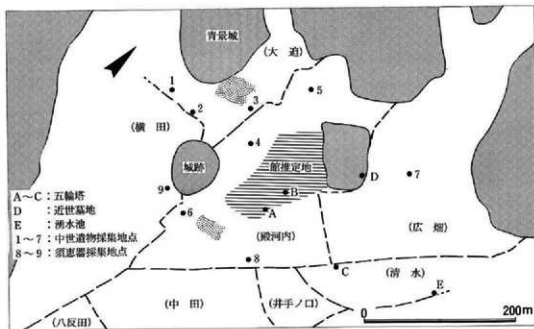 青景城
(大迫)
1
2
3
5
(横田)
4
城跡
館推定地
D
7
9
B
A~C:五輪塔
D :近世墓地
E :湧水池
1~7:中世遺物採集地点
8~9:須恵器採集地点
6
A
(殿河内)
(広畑)
8
C
(清水)
E
(中田)
(井手ノ口)
(八反田)
0
200m